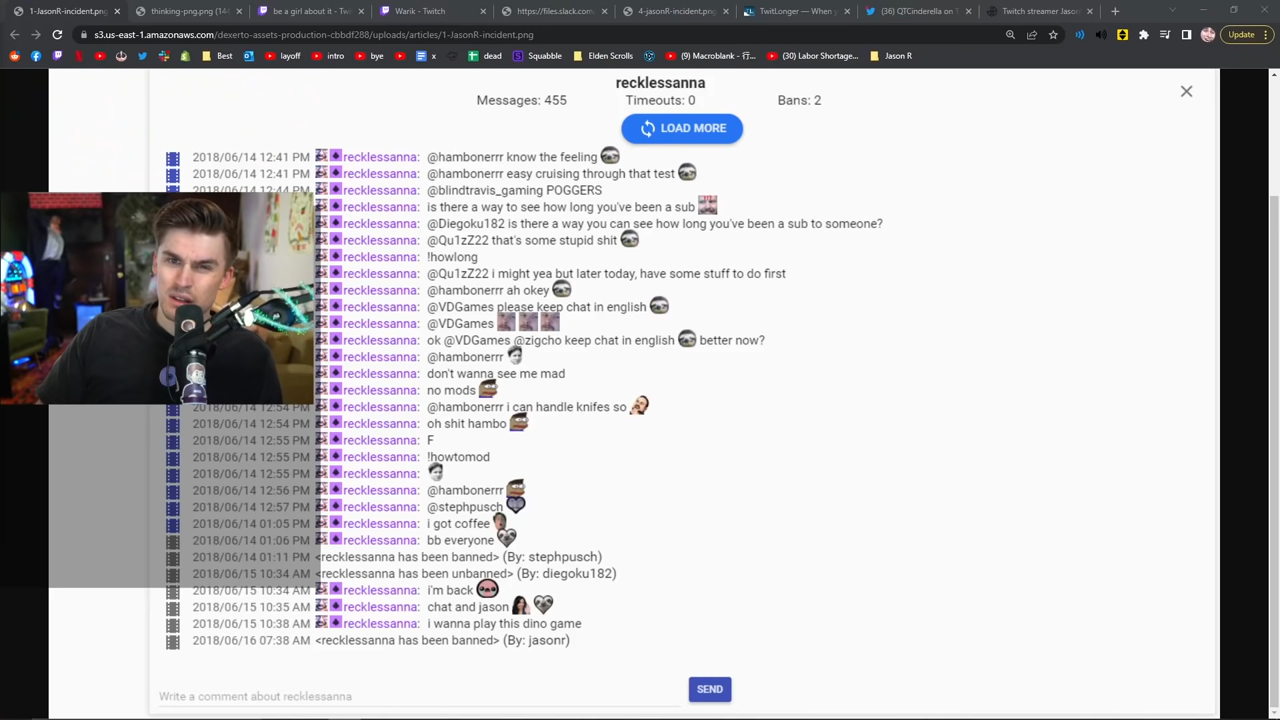 1-JasonR-incident.png
thinking-png.png (14
be a girl about it - Tw
Warik - Twitch
https://files.slack.com
4-jasonR-incident.png
TwitLonger — When y
(36) QTCinderella on T
Twitch streamer Jaso
s3.us-east-1.amazonaws.com/dexerto-assets-production-cbbdf288/uploads/articles/1-JasonR-incident.png
Update
Best
layoff
intro
bye
x
dead
Squabble
Elden Scrolls
(9) Macroblank - 行...
(30) Labor Shortage...
Jason R
recklessanna
Messages: 455 Timeouts: 0 Bans: 2
LOAD MORE
2018/06/14 12:41 PM recklessanna: @hambonerrr know the feeling
2018/06/14 12:41 PM recklessanna: @hambonerrr easy cruising through that test
2018/06/14 12:44 PM recklessanna: @blindtravis_gaming POGGERS
recklessanna: is there a way to see how long you've been a sub
recklessanna: @Diegoku182 is there a way you can see how long you've been a sub to someone?
recklessanna: @Qu1zZ22 that's some stupid shit
recklessanna: !howlong
recklessanna: @Qu1zZ22 i might yea but later today, have some stuff to do first
recklessanna: @hambonerrr ah okey
recklessanna: @VDGames please keep chat in english
recklessanna: @VDGames
recklessanna: ok @VDGames @zigcho keep chat in english better now?
recklessanna: @hambonerrr
recklessanna: don't wanna see me mad
recklessanna: no mods
2018/06/14 12:54 PM recklessanna: @hambonerrr i can handle knifes so
2018/06/14 12:54 PM recklessanna: oh shit hambo
2018/06/14 12:55 PM recklessanna: F
2018/06/14 12:55 PM recklessanna: !howtomod
2018/06/14 12:55 PM recklessanna:
2018/06/14 12:56 PM recklessanna: @hambonerrr
2018/06/14 12:57 PM recklessanna: @stephpusch
2018/06/14 01:05 PM recklessanna: i got coffee
2018/06/14 01:06 PM recklessanna: bb everyone
2018/06/14 01:11 PM <recklessanna has been banned> (By: stephpusch)
2018/06/15 10:34 AM <recklessanna has been unbanned> (By: diegoku182)
2018/06/15 10:34 AM recklessanna: i'm back
2018/06/15 10:35 AM recklessanna: chat and jason
2018/06/15 10:38 AM recklessanna: i wanna play this dino game
2018/06/16 07:38 AM <recklessanna has been banned> (By: jasonr)
Write a comment about recklessanna
SEND